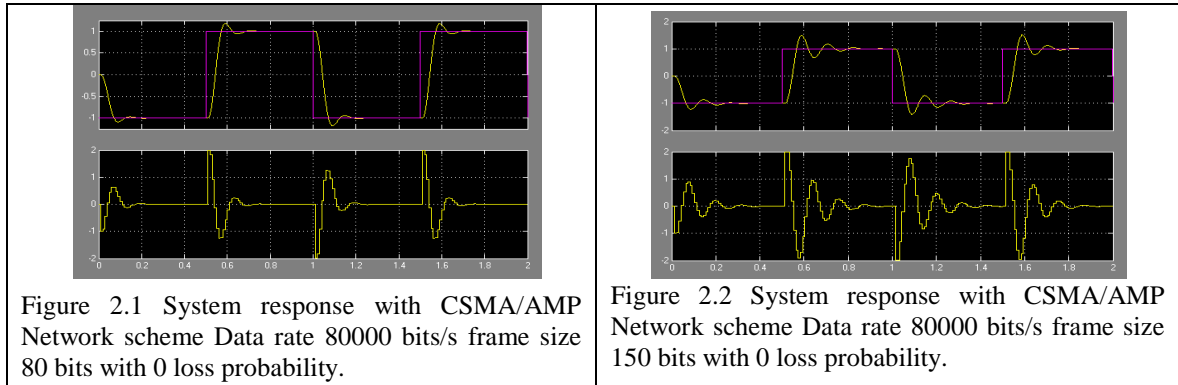 1
0.5
0
-0.5
-1
2
1
0
-1
-2
0 0.2 0.4 0.6 0.8 1 1.2 1.4 1.6 1.8 2
Figure 2.1 System response with CSMA/AMP
Network scheme Data rate 80000 bits/s frame size
80 bits with 0 loss probability.
2
1
0
-1
-2
2
1
0
-1
-2
0 0.2 0.4 0.6 0.8 1 1.2 1.4 1.6 1.8 2
Figure 2.2 System response with CSMA/AMP
Network scheme Data rate 80000 bits/s frame size
150 bits with 0 loss probability.